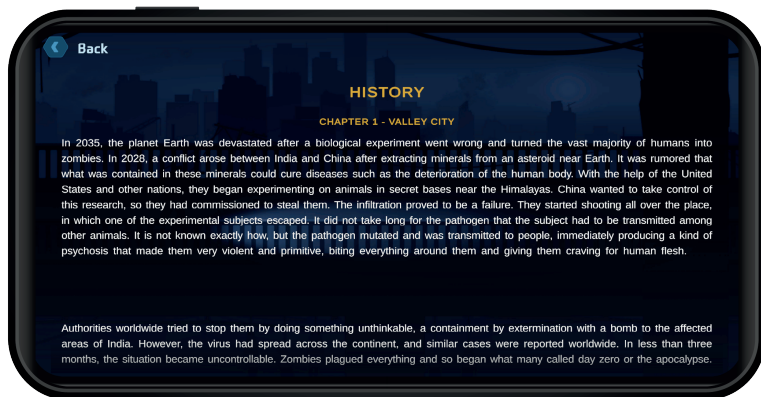 Back
HISTORY
CHAPTER 1 - VALLEY CITY
In 2035, the planet Earth was devastated after a biological experiment went wrong and turned the vast majority of humans into
zombies. In 2028, a conflict arose between India and China after extracting minerals from an asteroid near Earth. It was rumored that
what was contained in these minerals could cure diseases such as the deterioration of the human body. With the help of the United
States and other nations, they began experimenting on animals in secret bases near the Himalayas. China wanted to take control of
this research, so they had commissioned to steal them. The infiltration proved to be a failure. They started shooting all over the place,
in which one of the experimental subjects escaped. It did not take long for the pathogen that the subject had to be transmitted among
other animals. It is not known exactly how, but the pathogen mutated and was transmitted to people, immediately producing a kind of
psychosis that made them very violent and primitive, biting everything around them and giving them craving for human flesh.
Authorities worldwide tried to stop them by doing something unthinkable, a containment by extermination with a bomb to the affected
areas of India. However, the virus had spread across the continent, and similar cases were reported worldwide. In less than three
months, the situation became uncontrollable. Zombies plagued everything and so began what many called day zero or the apocalypse.